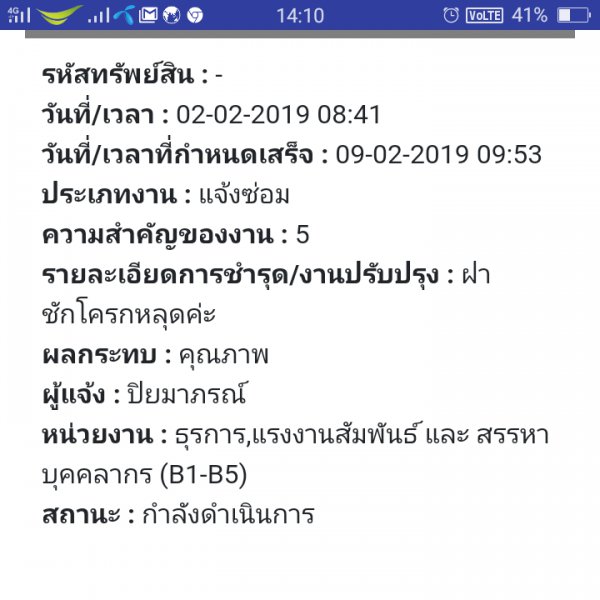 4G 14:10 VoLTE 41%
รหัสทรัพย์สิน : -
วันที่/เวลา : 02-02-2019 08:41
วันที่/เวลาที่กำหนดเสร็จ : 09-02-2019 09:53
ประเภทงาน : แจ้งซ่อม
ความสำคัญของงาน : 5
รายละเอียดการชำรุด/งานปรับปรุง : ฝา
ชักโครกหลุดค่ะ
ผลกระทบ : คุณภาพ
ผู้แจ้ง : ปิยมาภรณ์
หน่วยงาน : ธุรการ,แรงงานสัมพันธ์ และ สรรหา
บุคคลากร (B1-B5)
สถานะ : กำลังดำเนินการ